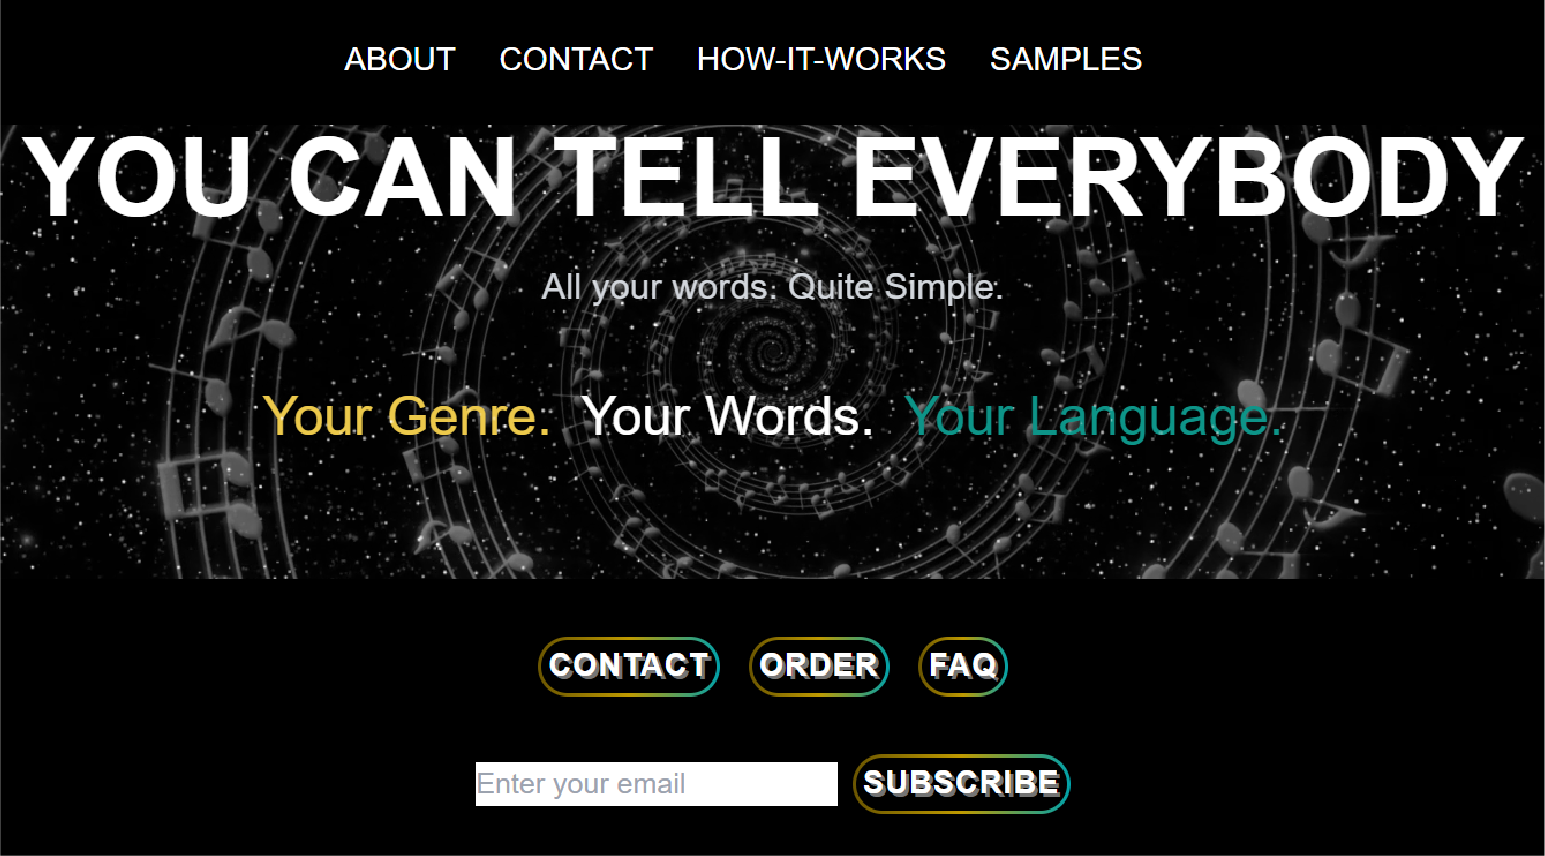 ABOUT CONTACT HOW-IT-WORKS SAMPLES
YOU CAN TELL EVERYBODY
All your words. Quite Simple.
Your Genre. Your Words. Your Language.
CONTACT ORDER FAQ
Enter your email SUBSCRIBE